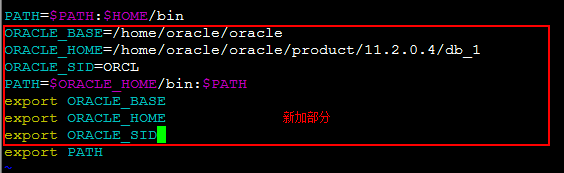 PATH=$PATH:$HOME/bin
ORACLE_BASE=/home/oracle/oracle
ORACLE_HOME=/home/oracle/oracle/product/11.2.0.4/db_1
ORACLE_SID=ORCL
PATH=$ORACLE_HOME/bin:$PATH
export ORACLE_BASE
export ORACLE_HOME 新加部分
export ORACLE_SID
export PATH
~